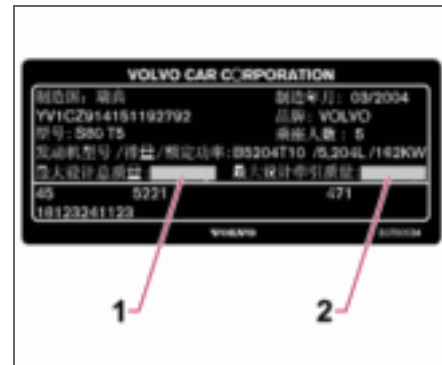 VOLVO CAR CORPORATION
制造国：瑞典 制造年月：03/2004
YV1CZ914151192792 品牌：VOLVO
型号：S80 T5 乘座人数：5
发动机型号/排量/额定功率：B5204T10 /5,204L /162KW
最大设计总质量 最大设计牵引质量
45 5221 471
18123241123
VOLVO
1 2